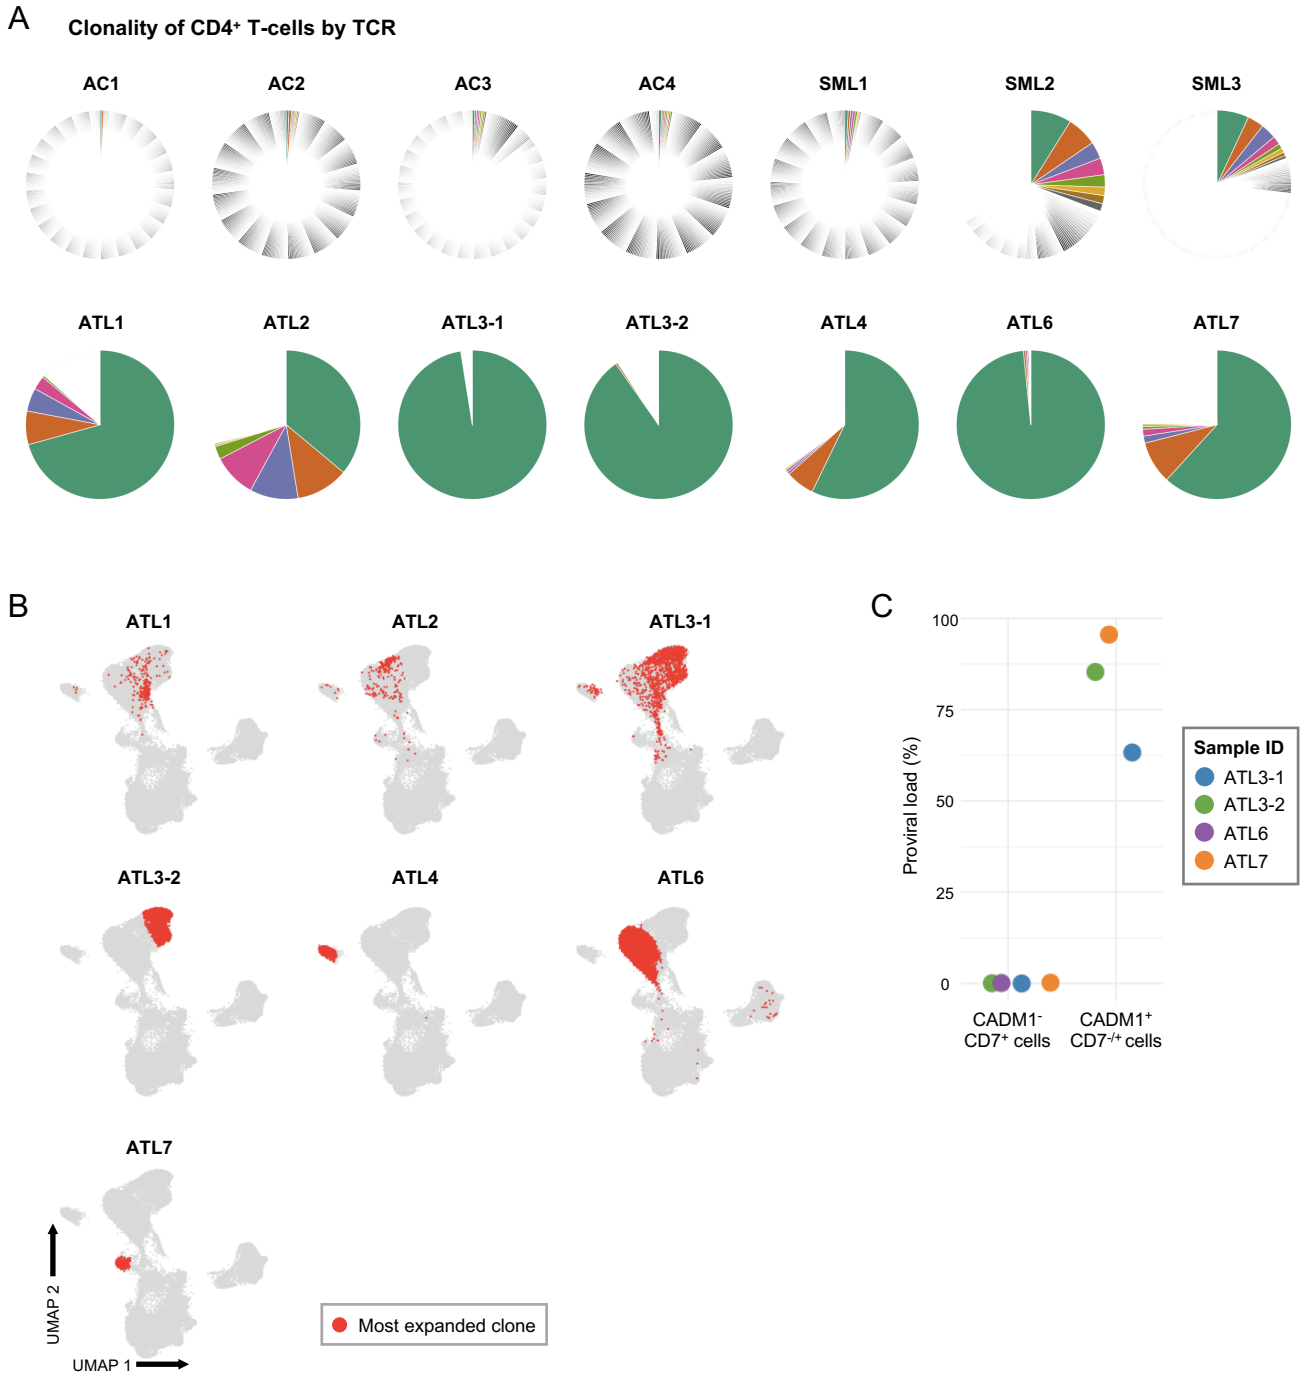 A
Clonality of CD4⁺ T-cells by TCR
AC1 AC2 AC3 AC4 SML1 SML2 SML3
ATL1 ATL2 ATL3-1 ATL3-2 ATL4 ATL6 ATL7
B
ATL1 ATL2 ATL3-1
ATL3-2 ATL4 ATL6
ATL7
UMAP 2
UMAP 1
Most expanded clone
C
Proviral load (%)
100
75
50
25
0
CADM1⁻
CD7⁺ cells
CADM1⁺
CD7⁻/⁺ cells
Sample ID
ATL3-1
ATL3-2
ATL6
ATL7